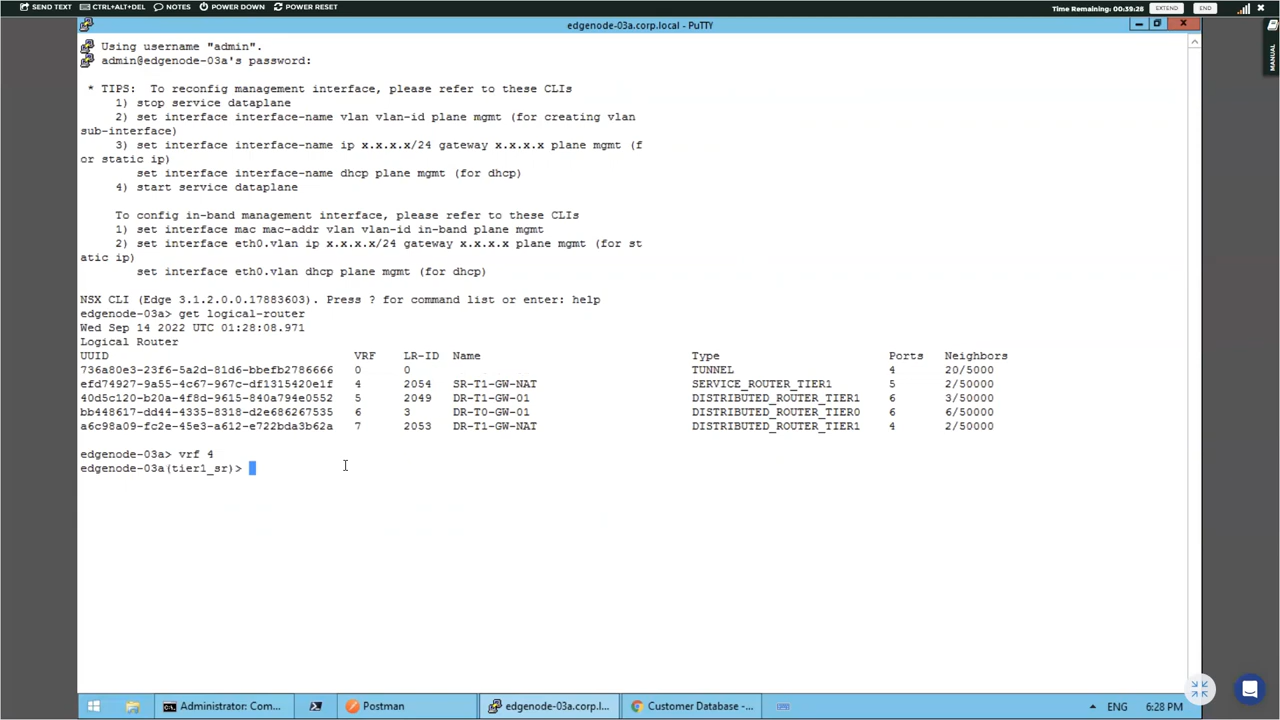 SEND TEXT CTRL+ALT+DEL NOTES POWER DOWN POWER RESET Time Remaining: 00:39:28 EXTEND END
edgenode-03a.corp.local - PuTTY
MANUAL
Using username "admin".
admin@edgenode-03a's password:
* TIPS: To reconfig management interface, please refer to these CLIs
1) stop service dataplane
2) set interface interface-name vlan vlan-id plane mgmt (for creating vlan
sub-interface)
3) set interface interface-name ip x.x.x.x/24 gateway x.x.x.x plane mgmt (f
or static ip)
set interface interface-name dhcp plane mgmt (for dhcp)
4) start service dataplane
To config in-band management interface, please refer to these CLIs
1) set interface mac mac-addr vlan vlan-id in-band plane mgmt
2) set interface eth0.vlan ip x.x.x.x/24 gateway x.x.x.x plane mgmt (for st
atic ip)
set interface eth0.vlan dhcp plane mgmt (for dhcp)
NSX CLI (Edge 3.1.2.0.0.17883603). Press ? for command list or enter: help
edgenode-03a> get logical-router
Wed Sep 14 2022 UTC 01:28:08.971
Logical Router
UUID VRF LR-ID Name Type Ports Neighbors
736a80e3-23f6-5a2d-81d6-bbefb2786666 0 0 TUNNEL 4 20/5000
efd74927-9a55-4c67-967c-df1315420e1f 4 2054 SR-T1-GW-NAT SERVICE_ROUTER_TIER1 5 2/50000
40d5c120-b20a-4f8d-9615-840a794e0552 5 2049 DR-T1-GW-01 DISTRIBUTED_ROUTER_TIER1 6 3/50000
bb448617-dd44-4335-8318-d2e686267535 6 3 DR-T0-GW-01 DISTRIBUTED_ROUTER_TIER0 6 6/50000
a6c98a09-fc2e-45e3-a612-e722bda3b62a 7 2053 DR-T1-GW-NAT DISTRIBUTED_ROUTER_TIER1 4 2/50000
edgenode-03a> vrf 4
edgenode-03a(tier1_sr)>
Administrator: Com... Postman edgenode-03a.corp.l... Customer Database -... ENG 6:28 PM